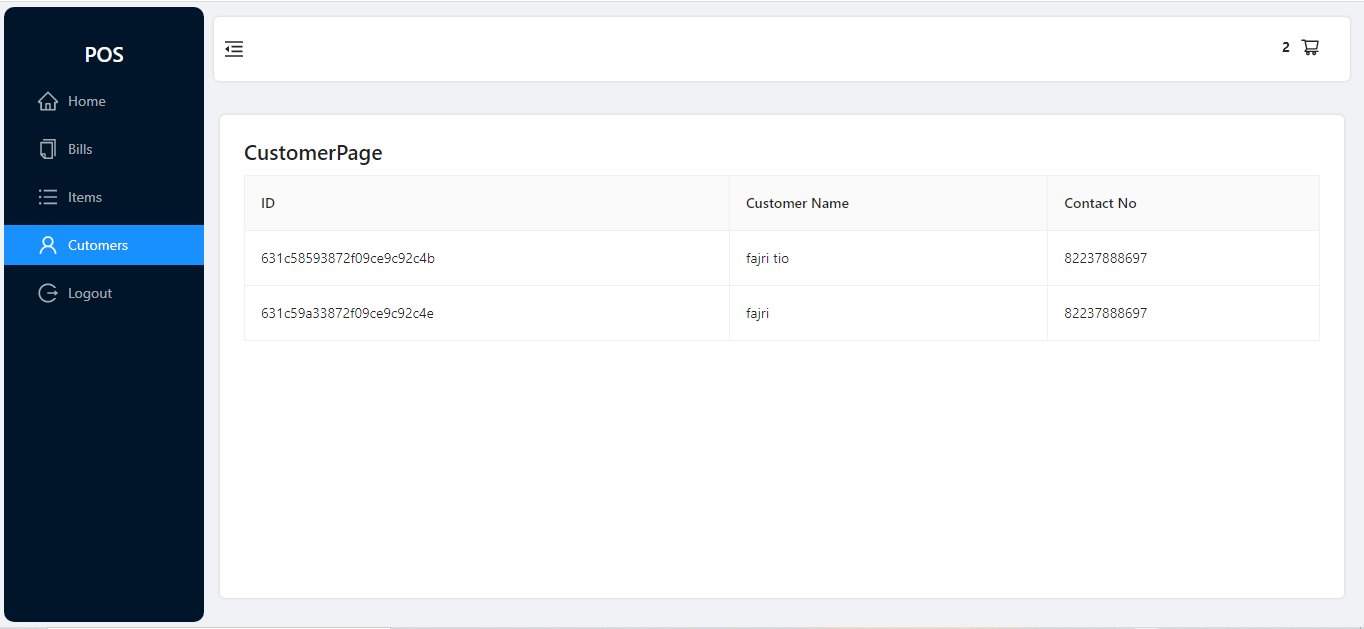 POS
Home
Bills
Items
Cutomers
Logout
2
CustomerPage
ID Customer Name Contact No
631c58593872f09ce9c92c4b fajri tio 82237888697
631c59a33872f09ce9c92c4e fajri 82237888697